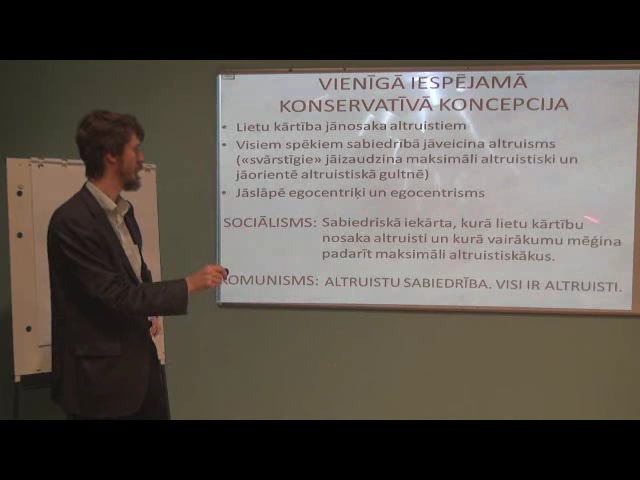 VIENĪGĀ IESPĒJAMĀ
KONSERVATĪVĀ KONCEPCIJA
• Lietu kārtība jānosaka altruistiem
• Visiem spēkiem sabiedrībā jāveicina altruisms
(«svārstīgie» jāizaudzina maksimāli altruistiski un
jāorientē altruistiskā gultnē)
• Jāslāpē egocentriķi un egocentrisms
SOCIĀLISMS: Sabiedriskā iekārta, kurā lietu kārtību
nosaka altruisti un kurā vairākumu mēģina
padarīt maksimāli altruistiskākus.
KOMUNISMS: ALTRUISTU SABIEDRĪBA. VISI IR ALTRUISTI.